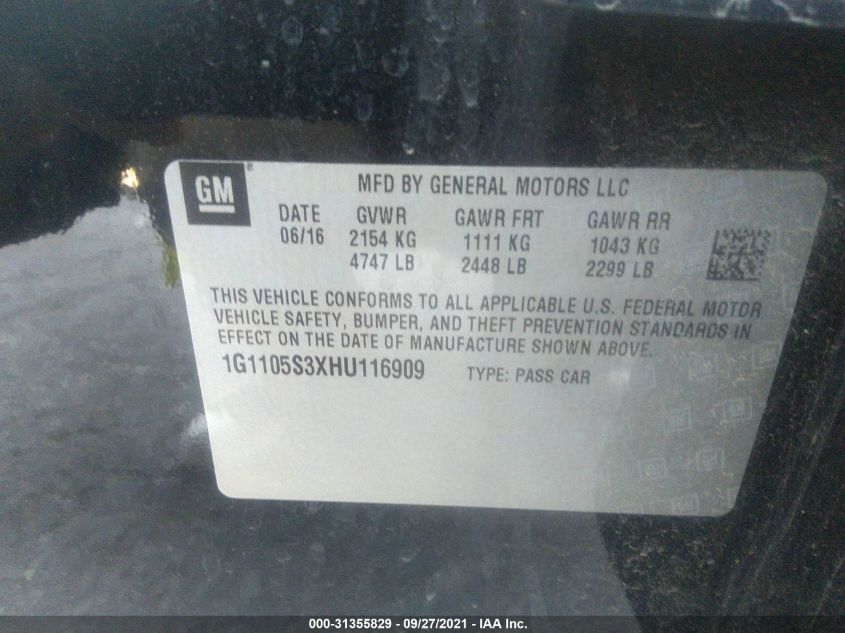 GM
MFD BY GENERAL MOTORS LLC
DATE GVWR GAWR FRT GAWR RR
06/16 2154 KG 1111 KG 1043 KG
4747 LB 2448 LB 2299 LB
THIS VEHICLE CONFORMS TO ALL APPLICABLE U.S. FEDERAL MOTOR
VEHICLE SAFETY, BUMPER, AND THEFT PREVENTION STANDARDS IN
EFFECT ON THE DATE OF MANUFACTURE SHOWN ABOVE.
1G1105S3XHU116909 TYPE: PASS CAR
000-31355829 - 09/27/2021 - IAA Inc.